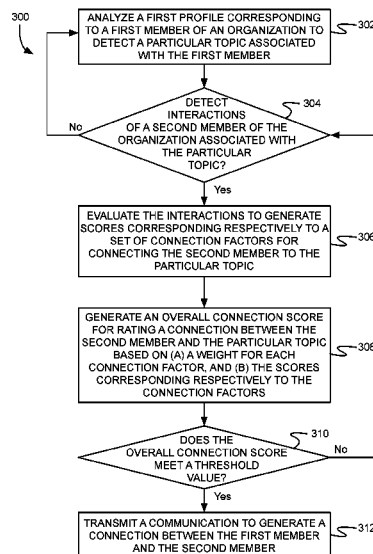 300
ANALYZE A FIRST PROFILE CORRESPONDING
TO A FIRST MEMBER OF AN ORGANIZATION TO
DETECT A PARTICULAR TOPIC ASSOCIATED
WITH THE FIRST MEMBER
302
DETECT
INTERACTIONS
OF A SECOND MEMBER OF THE
ORGANIZATION ASSOCIATED WITH
THE PARTICULAR
TOPIC?
304
No
Yes
EVALUATE THE INTERACTIONS TO GENERATE
SCORES CORRESPONDING RESPECTIVELY TO A
SET OF CONNECTION FACTORS FOR
CONNECTING THE SECOND MEMBER TO THE
PARTICULAR TOPIC
306
GENERATE AN OVERALL CONNECTION SCORE
FOR RATING A CONNECTION BETWEEN THE
SECOND MEMBER AND THE PARTICULAR TOPIC
BASED ON (A) A WEIGHT FOR EACH
CONNECTION FACTOR, AND (B) THE SCORES
CORRESPONDING RESPECTIVELY TO THE
CONNECTION FACTORS
308
DOES THE
OVERALL CONNECTION SCORE
MEET A THRESHOLD
VALUE?
310
No
Yes
TRANSMIT A COMMUNICATION TO GENERATE A
CONNECTION BETWEEN THE FIRST MEMBER
AND THE SECOND MEMBER
312